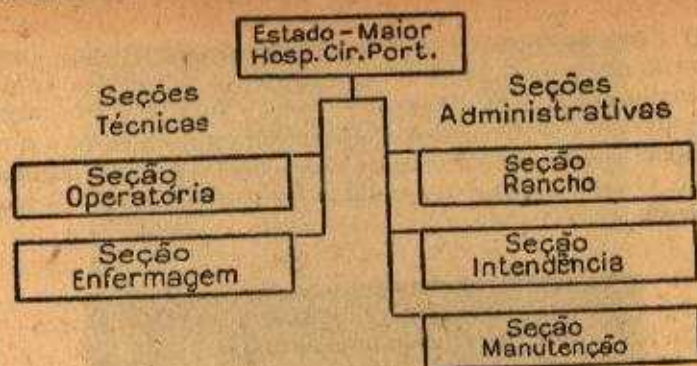 Estado-Maior
Hosp. Cir. Port.
Seções
Técnicas
Seção
Operatória
Seção
Enfermagem
Seções
Administrativas
Seção
Rancho
Seção
Intendência
Seção
Manutenção